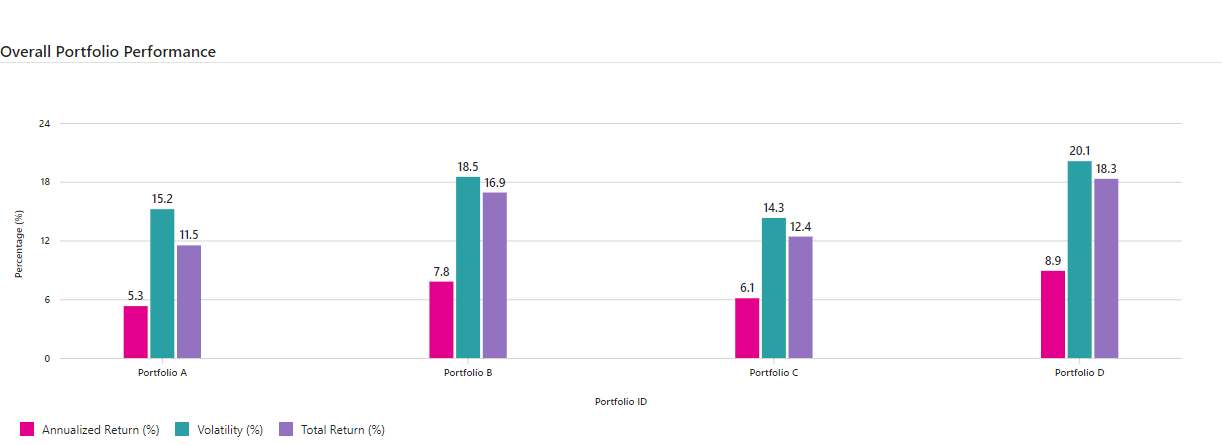 Overall Portfolio Performance
24
18
12
6
0
Percentage (%)
5.3
15.2
11.5
7.8
18.5
16.9
6.1
14.3
12.4
8.9
20.1
18.3
Portfolio A
Portfolio B
Portfolio C
Portfolio D
Portfolio ID
Annualized Return (%)
Volatility (%)
Total Return (%)